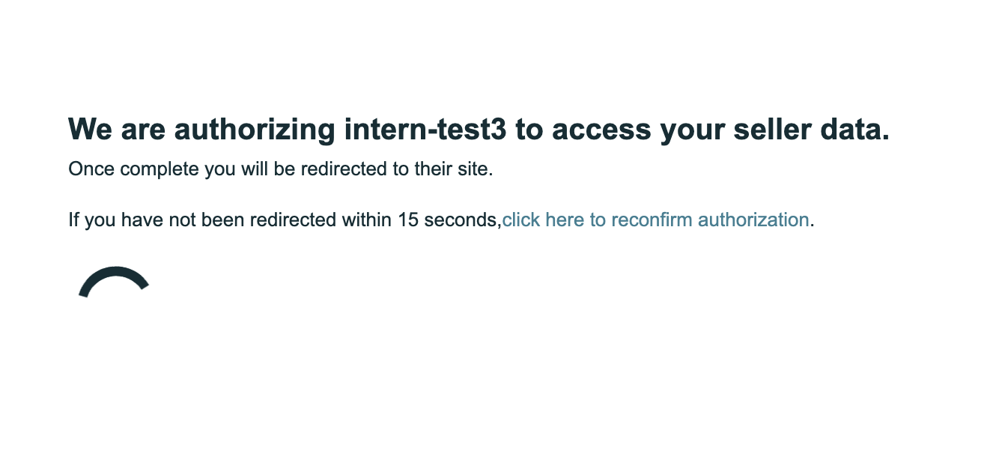 We are authorizing intern-test3 to access your seller data.
Once complete you will be redirected to their site.
If you have not been redirected within 15 seconds,click here to reconfirm authorization.